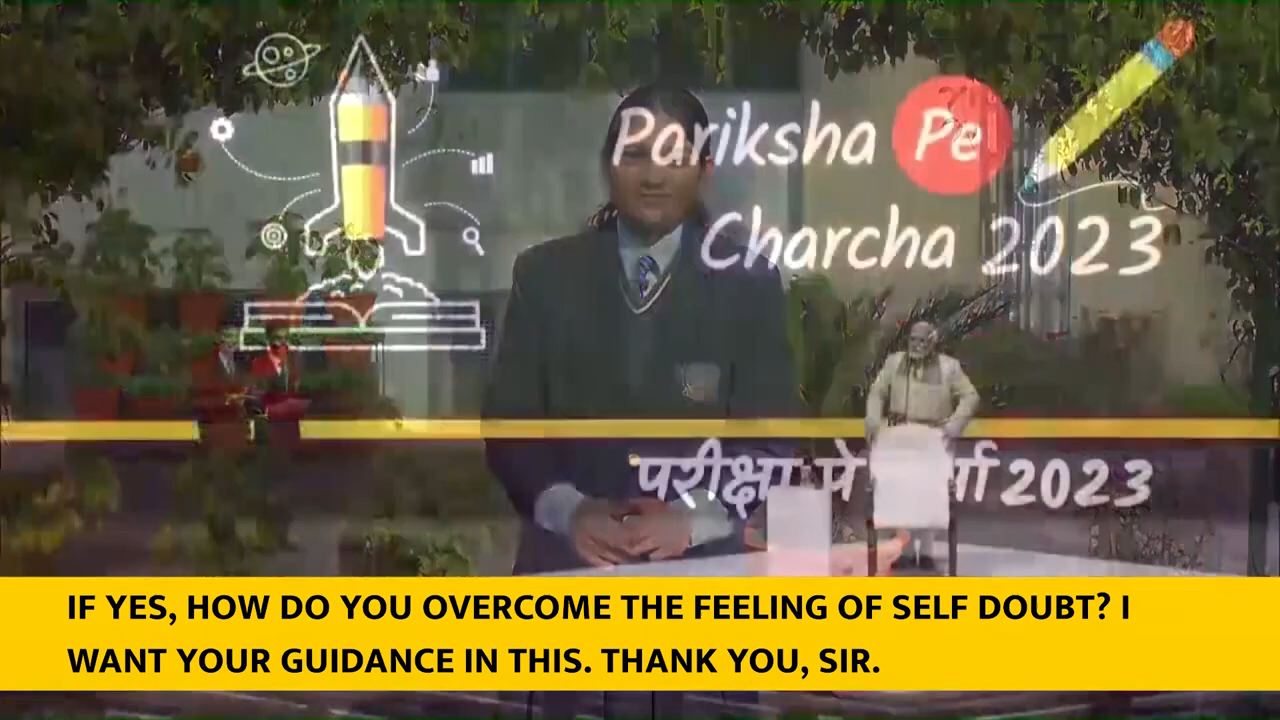 Pariksha Pe
Charcha 2023
परीक्षा पे 2023
IF YES, HOW DO YOU OVERCOME THE FEELING OF SELF DOUBT? I
WANT YOUR GUIDANCE IN THIS. THANK YOU, SIR.